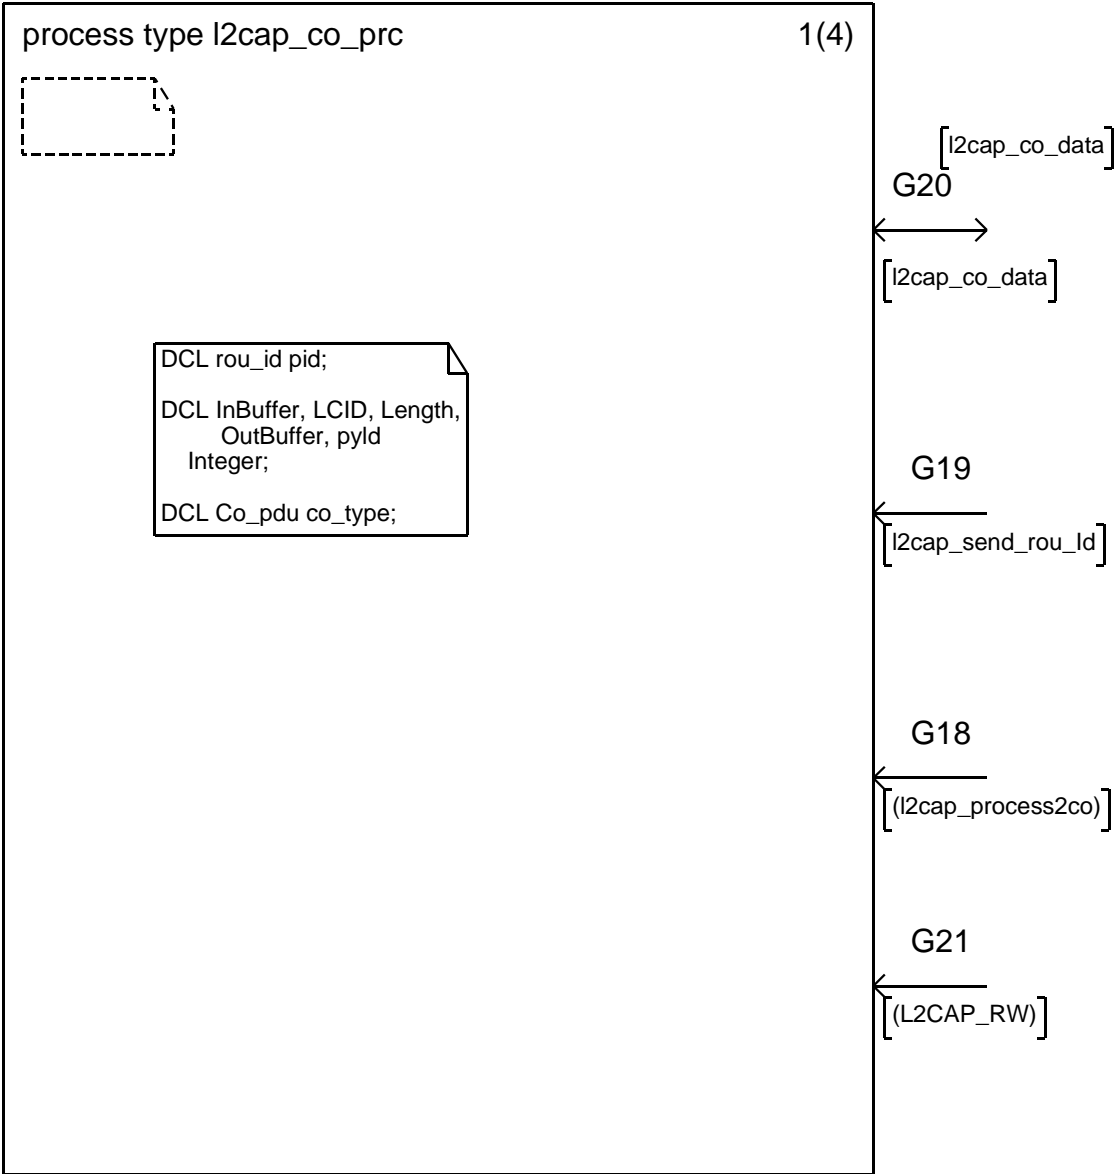 process type l2cap_co_prc 1(4)
[l2cap_co_data]
G20
[l2cap_co_data]
DCL rou_id pid;
DCL InBuffer, LCID, Length,
OutBuffer, pyld
Integer;
DCL Co_pdu co_type;
G19
[l2cap_send_rou_Id]
G18
[(l2cap_process2co)]
G21
[(L2CAP_RW)]